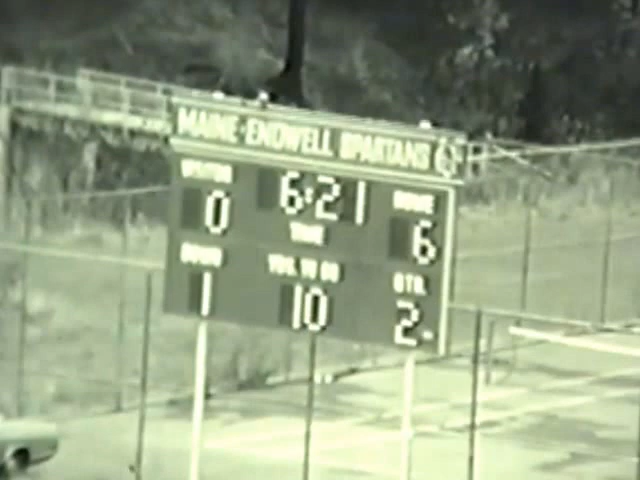 MAINE-ENDWELL SPARTANS
VISITOR 6:21 HOME
0 TIME 6
DOWN YDS. TO GO QTR.
1 10 2